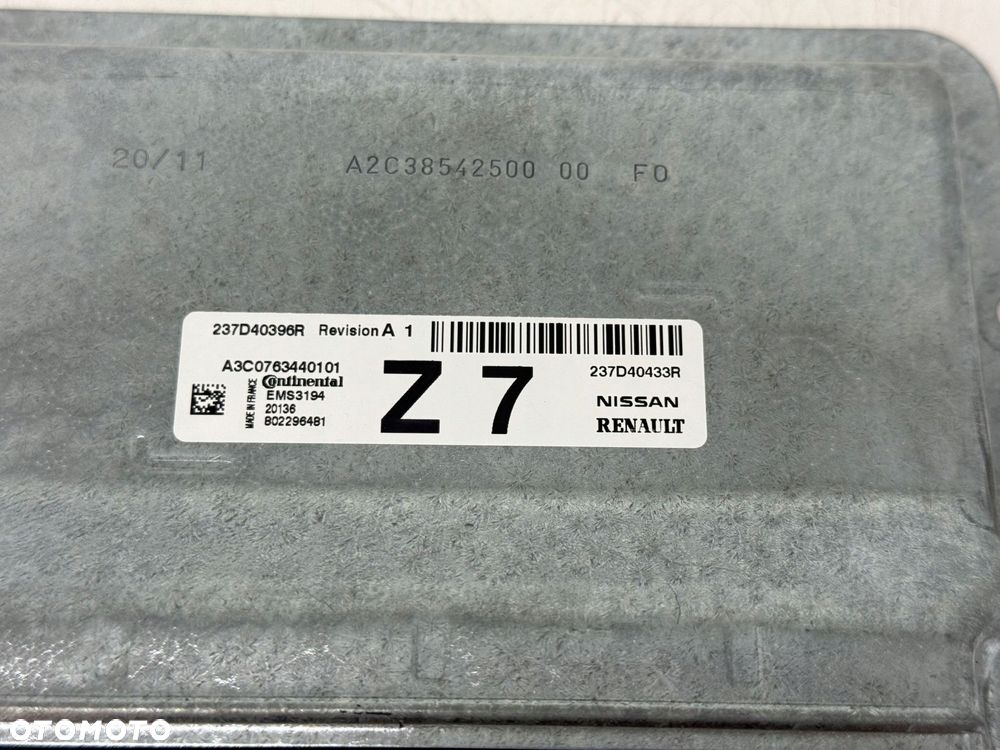 20/11 A2C38542500 00 F0
237D40396R Revision A 1
A3C0763440101
237D40433R
Continental
EMS3194
20136
B02296481
MADE IN FRANCE
Z 7
NISSAN
RENAULT
OTOMOTO